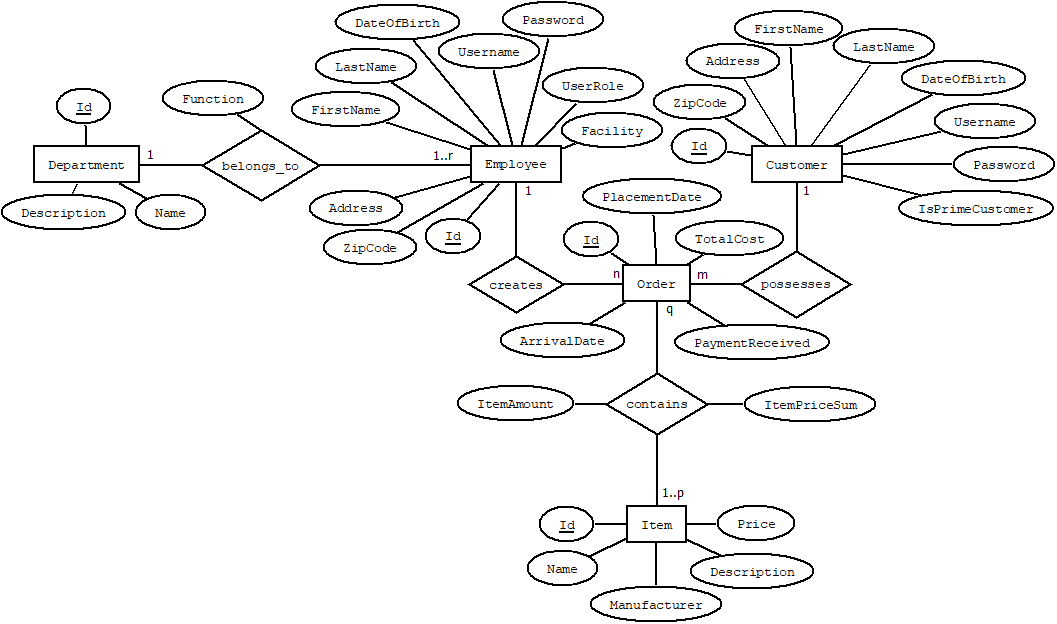 DateOfBirth
Password
FirstName
LastName
Username
Address
LastName
DateOfBirth
UserRole
Id
Function
FirstName
ZipCode
Username
Facility
Id
Department
1
belongs_to
1..r
Employee
Customer
Password
Description
Name
Address
1
PlacementDate
1
IsPrimeCustomer
ZipCode
Id
Id
TotalCost
creates
n
Order
m
possesses
q
ArrivalDate
PaymentReceived
ItemAmount
contains
ItemPriceSum
1..p
Id
Item
Price
Name
Description
Manufacturer